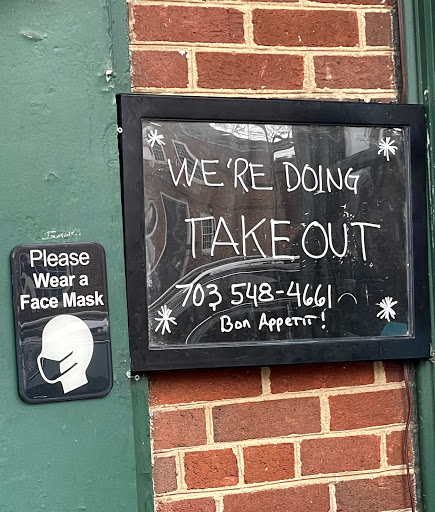 WE'RE DOING
TAKE OUT
703 548-4661
Bon Appetit!
Please
Wear a
Face Mask